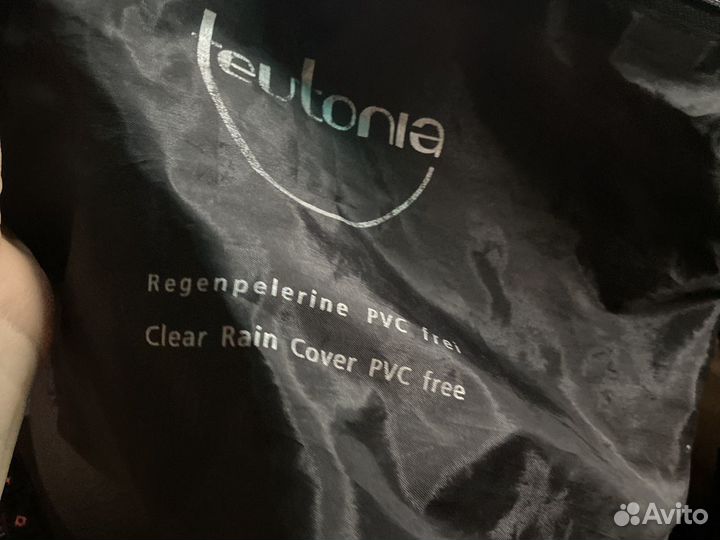 teutonia
Regenpelerine PVC frei
Clear Rain Cover PVC free
Avito